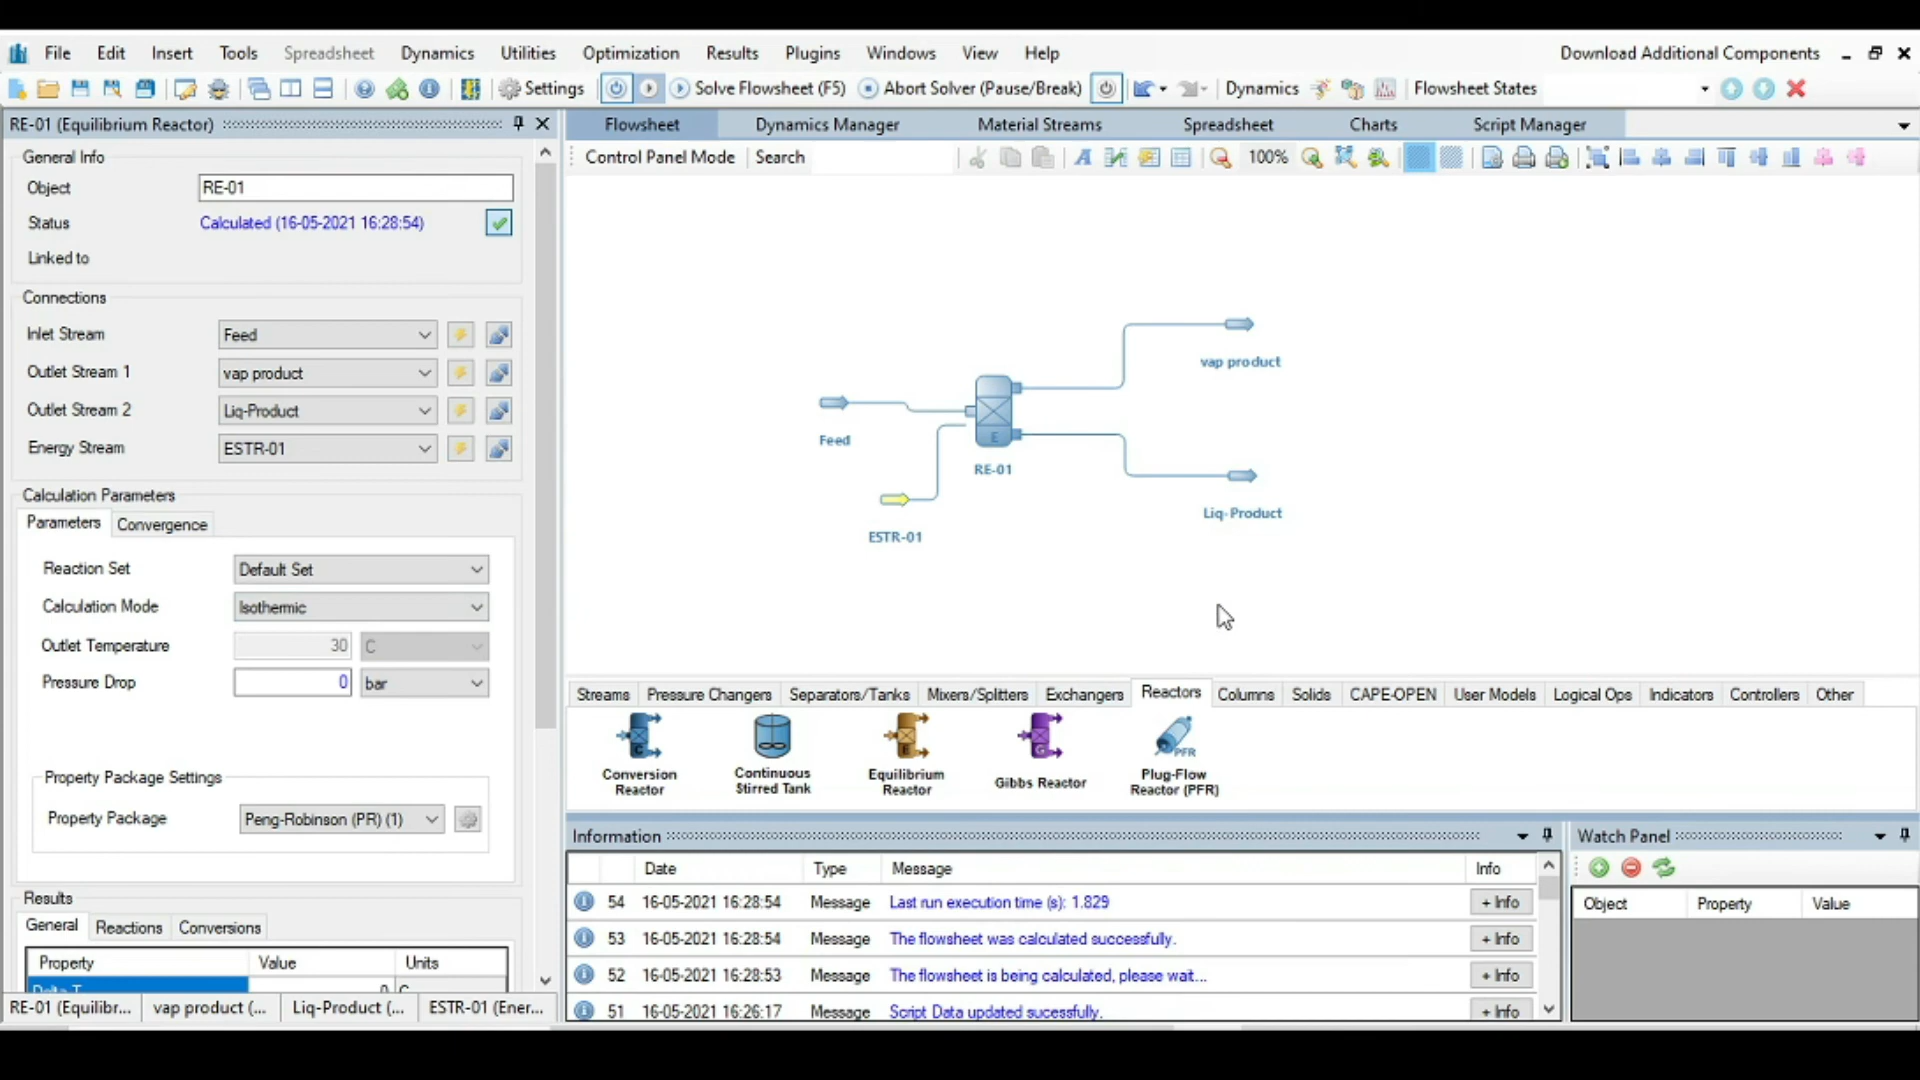 File Edit Insert Tools Spreadsheet Dynamics Utilities Optimization Results Plugins Windows View Help Download Additional Components
Settings Solve Flowsheet (F5) Abort Solver (Pause/Break) Dynamics Flowsheet States
RE-01 (Equilibrium Reactor)
General Info
Object RE-01
Status Calculated (16-05-2021 16:28:54)
Linked to
Connections
Inlet Stream Feed
Outlet Stream 1 vap product
Outlet Stream 2 Liq-Product
Energy Stream ESTR-01
Calculation Parameters
Parameters Convergence
Reaction Set Default Set
Calculation Mode Isothermic
Outlet Temperature 30 C
Pressure Drop 0 bar
Property Package Settings
Property Package Peng-Robinson (PR) (1)
Results
General Reactions Conversions
Property Value Units
Delta T 0 C
RE-01 (Equilibr... vap product (... Liq-Product (... ESTR-01 (Ener...
Flowsheet Dynamics Manager Material Streams Spreadsheet Charts Script Manager
Control Panel Mode Search 100%
vap product
Feed
E
RE-01
Liq-Product
ESTR-01
Streams Pressure Changers Separators/Tanks Mixers/Splitters Exchangers Reactors Columns Solids CAPE-OPEN User Models Logical Ops Indicators Controllers Other
C E G PFR
Conversion Reactor
Continuous Stirred Tank
Equilibrium Reactor
Gibbs Reactor
Plug-Flow Reactor (PFR)
Information
Date Type Message Info
54 16-05-2021 16:28:54 Message Last run execution time (s): 1.829 + Info
53 16-05-2021 16:28:54 Message The flowsheet was calculated successfully. + Info
52 16-05-2021 16:28:53 Message The flowsheet is being calculated, please wait... + Info
51 16-05-2021 16:26:17 Message Script Data updated sucessfully. + Info
Watch Panel
Object Property Value